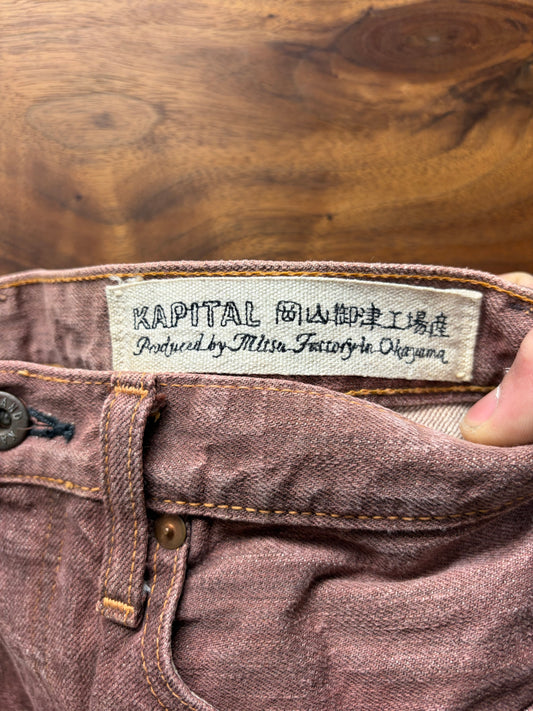 KAPITAL 岡山御津工場産
Produced by Mitsu Factory in Okayama